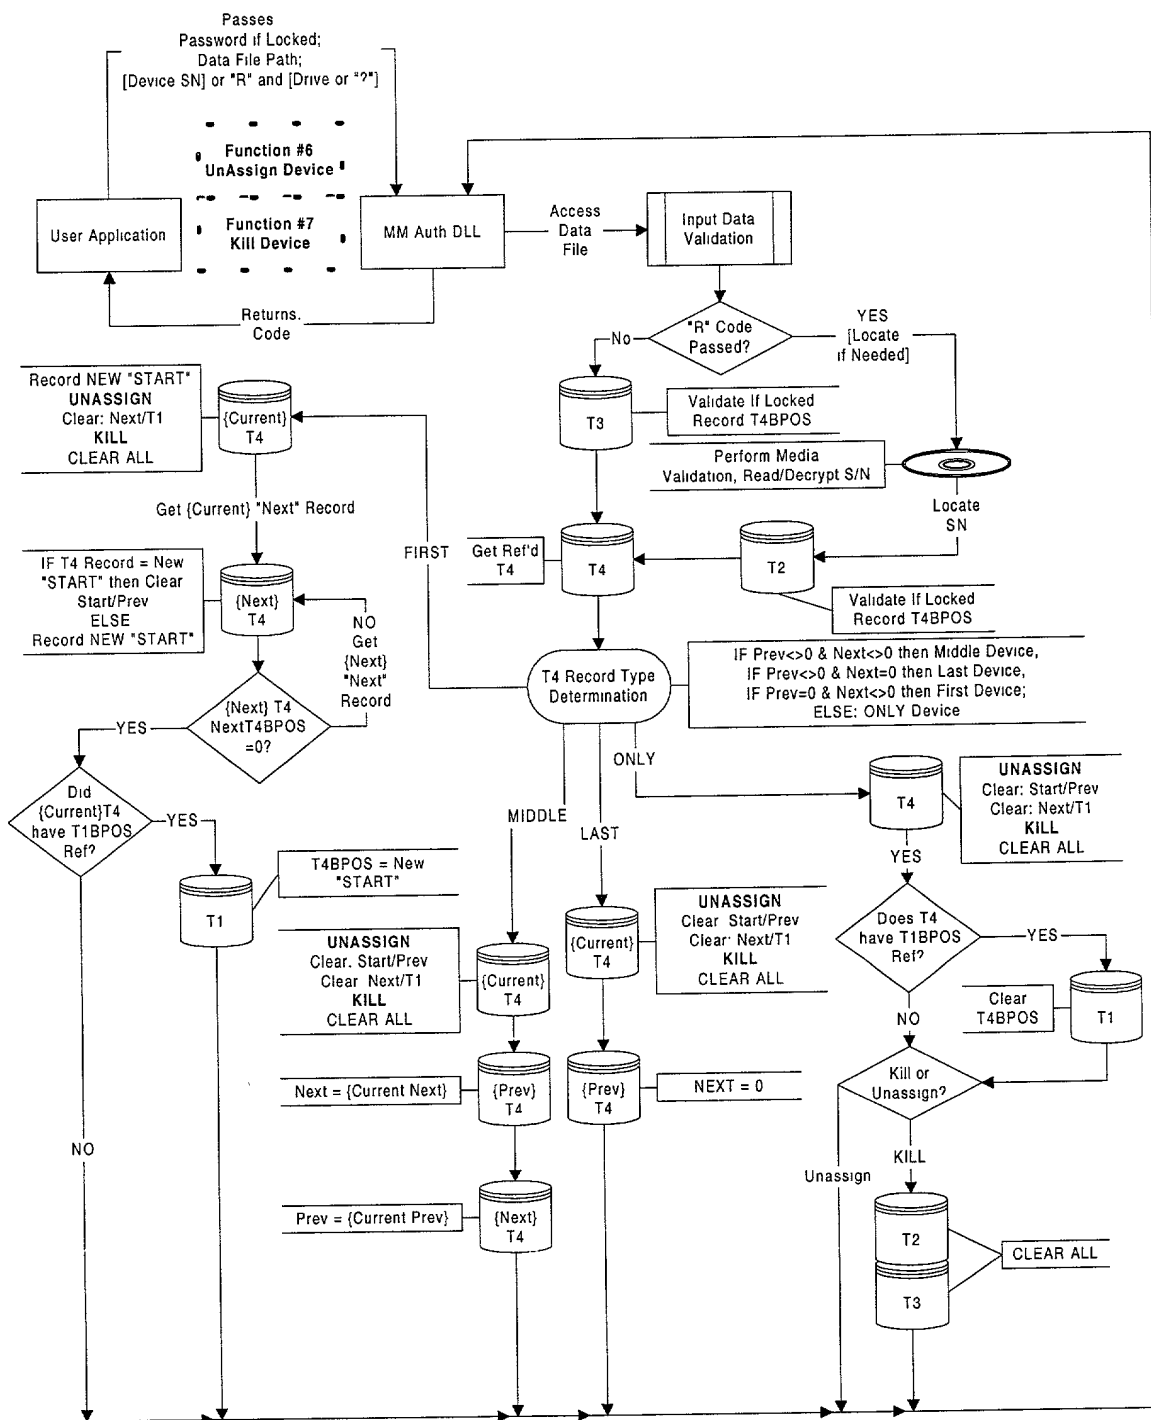 Passes
Password if Locked;
Data File Path;
[Device SN] or "R" and [Drive or "?"]
Function #6
UnAssign Device
Function #7
Kill Device
User Application
MM Auth DLL
Access
Data
File
Input Data
Validation
Returns.
Code
"R" Code
Passed?
No
YES
[Locate
if Needed]
Record NEW "START"
UNASSIGN
Clear: Next/T1
KILL
CLEAR ALL
{Current}
T4
T3
Validate If Locked
Record T4BPOS
Perform Media
Validation, Read/Decrypt S/N
Locate
SN
Get {Current} "Next" Record
FIRST
Get Ref'd
T4
T4
T2
Validate If Locked
Record T4BPOS
IF T4 Record = New
"START" then Clear
Start/Prev
ELSE
Record NEW "START"
{Next}
T4
NO
Get
{Next}
"Next"
Record
T4 Record Type
Determination
IF Prev<>0 & Next<>0 then Middle Device,
IF Prev<>0 & Next=0 then Last Device,
IF Prev=0 & Next<>0 then First Device;
ELSE: ONLY Device
{Next} T4
NextT4BPOS
=0?
YES
ONLY
Did
{Current}T4
have T1BPOS
Ref?
YES
MIDDLE
LAST
T4
UNASSIGN
Clear: Start/Prev
Clear: Next/T1
KILL
CLEAR ALL
YES
T1
T4BPOS = New
"START"
UNASSIGN
Clear. Start/Prev
Clear Next/T1
KILL
CLEAR ALL
{Current}
T4
{Current}
T4
UNASSIGN
Clear Start/Prev
Clear: Next/T1
KILL
CLEAR ALL
Does T4
have T1BPOS
Ref?
YES
NO
Clear
T4BPOS
T1
Next = {Current Next}
{Prev}
T4
{Prev}
T4
NEXT = 0
Kill or
Unassign?
NO
Unassign
KILL
Prev = {Current Prev}
{Next}
T4
T2
T3
CLEAR ALL